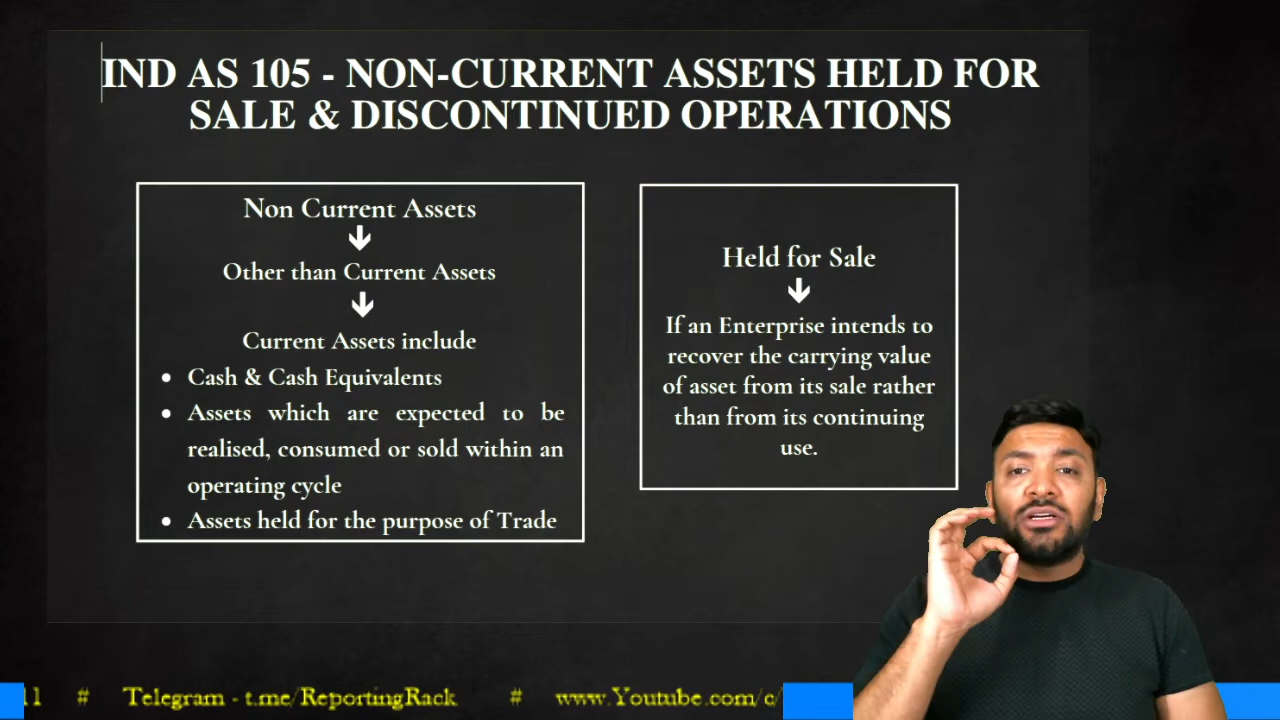 IND AS 105 - NON-CURRENT ASSETS HELD FOR
SALE & DISCONTINUED OPERATIONS
Non Current Assets
Other than Current Assets
Current Assets include
• Cash & Cash Equivalents
• Assets which are expected to be
realised, consumed or sold within an
operating cycle
• Assets held for the purpose of Trade
Held for Sale
If an Enterprise intends to
recover the carrying value
of asset from its sale rather
than from its continuing
use.
11 # Telegram - t.me/ReportingRack # www.Youtube.com/c/